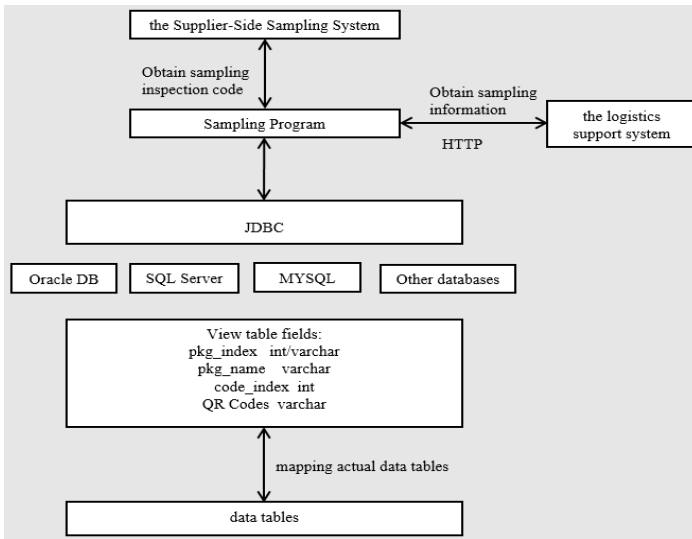 the Supplier-Side Sampling System
Obtain sampling
inspection code
Obtain sampling
information
Sampling Program
HTTP
the logistics
support system
JDBC
Oracle DB
SQL Server
MYSQL
Other databases
View table fields:
pkg_index int/varchar
pkg_name varchar
code_index int
QR Codes varchar
mapping actual data tables
data tables